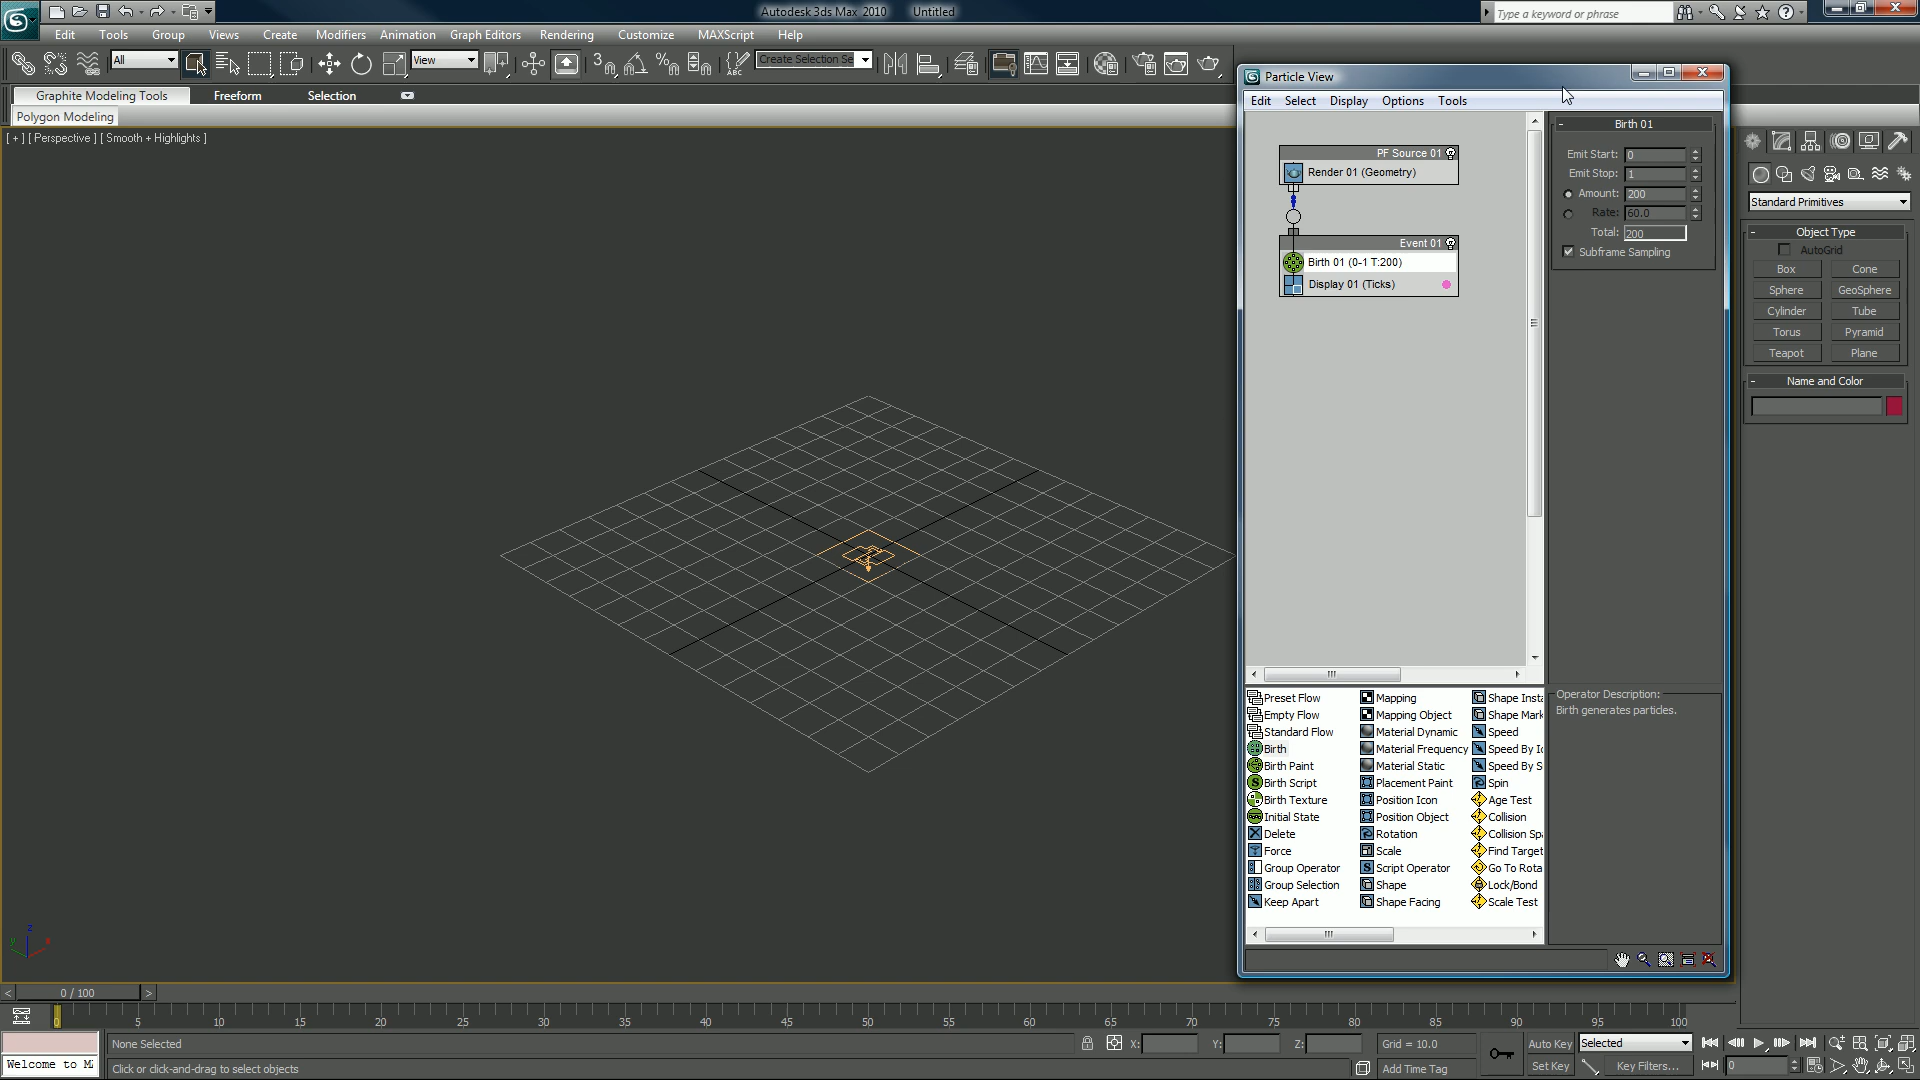 Autodesk 3ds Max 2010 Untitled
Type a keyword or phrase
Edit Tools Group Views Create Modifiers Animation Graph Editors Rendering Customize MAXScript Help
All View Create Selection Se
Graphite Modeling Tools Freeform Selection
Polygon Modeling
[ + ] [ Perspective ] [ Smooth + Highlights ]
Particle View
Edit Select Display Options Tools
PF Source 01
Render 01 (Geometry)
Event 01
Birth 01 (0-1 T:200)
Display 01 (Ticks)
- Birth 01
Emit Start: 0
Emit Stop: 1
Amount: 200
Rate: 60.0
Total: 200
Subframe Sampling
Standard Primitives
- Object Type
AutoGrid
Box Cone
Sphere GeoSphere
Cylinder Tube
Torus Pyramid
Teapot Plane
- Name and Color
Preset Flow Mapping Shape Insta
Empty Flow Mapping Object Shape Mark
Standard Flow Material Dynamic Speed
Birth Material Frequency Speed By Ic
Birth Paint Material Static Speed By S
Birth Script Placement Paint Spin
Birth Texture Position Icon Age Test
Initial State Position Object Collision
Delete Rotation Collision Spa
Force Scale Find Target
Group Operator Script Operator Go To Rota
Group Selection Shape Lock/Bond
Keep Apart Shape Facing Scale Test
Operator Description:
Birth generates particles.
z
y x
< 0 / 100 >
0 5 10 15 20 25 30 35 40 45 50 55 60 65 70 75 80 85 90 95 100
None Selected X: Y: Z: Grid = 10.0 Auto Key Selected
Welcome to M Click or click-and-drag to select objects Add Time Tag Set Key Key Filters... 0